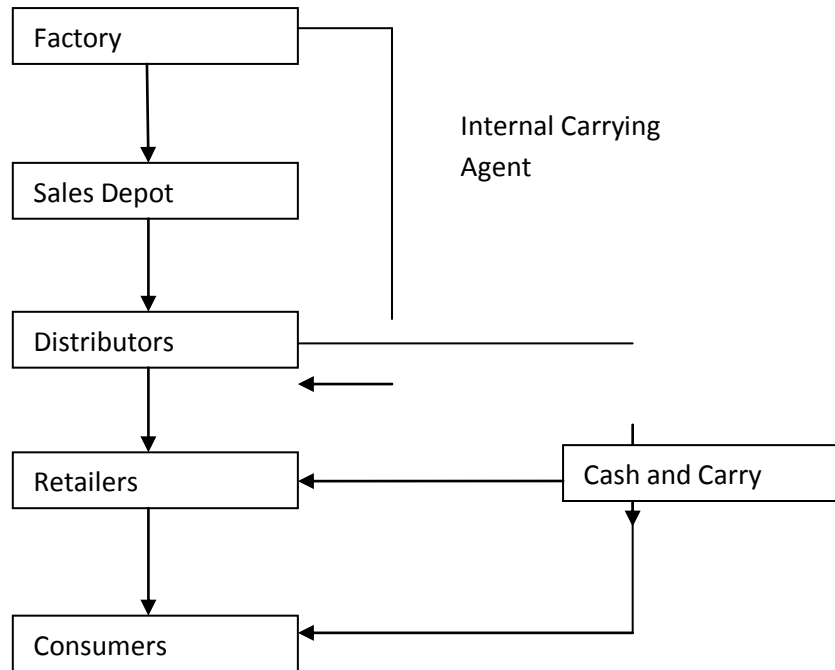 Factory
Internal Carrying
Agent
Sales Depot
Distributors
Retailers
Cash and Carry
Consumers